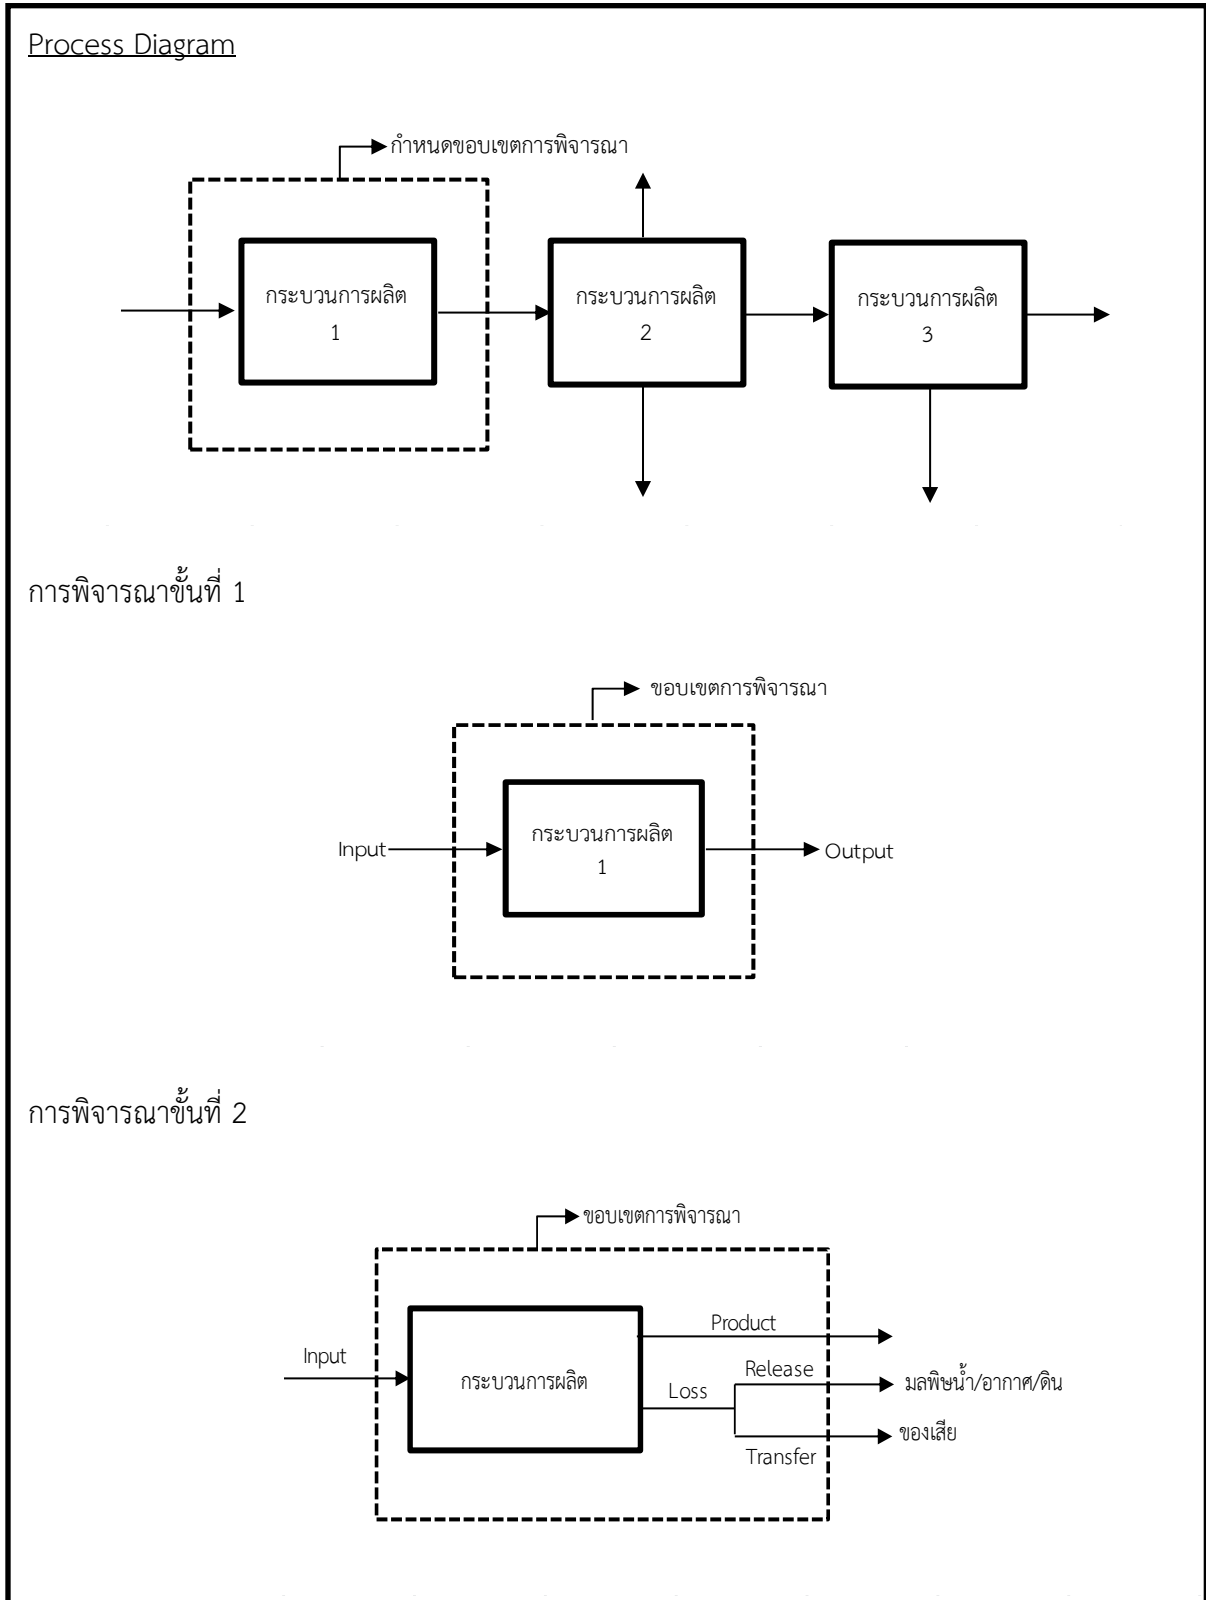 Process Diagram
กำหนดขอบเขตการพิจารณา
กระบวนการผลิต
1
กระบวนการผลิต
2
กระบวนการผลิต
3
การพิจารณาขั้นที่ 1
ขอบเขตการพิจารณา
Input
กระบวนการผลิต
1
Output
การพิจารณาขั้นที่ 2
ขอบเขตการพิจารณา
Input
กระบวนการผลิต
Product
Loss
Release
มลพิษน้ำ/อากาศ/ดิน
Transfer
ของเสีย